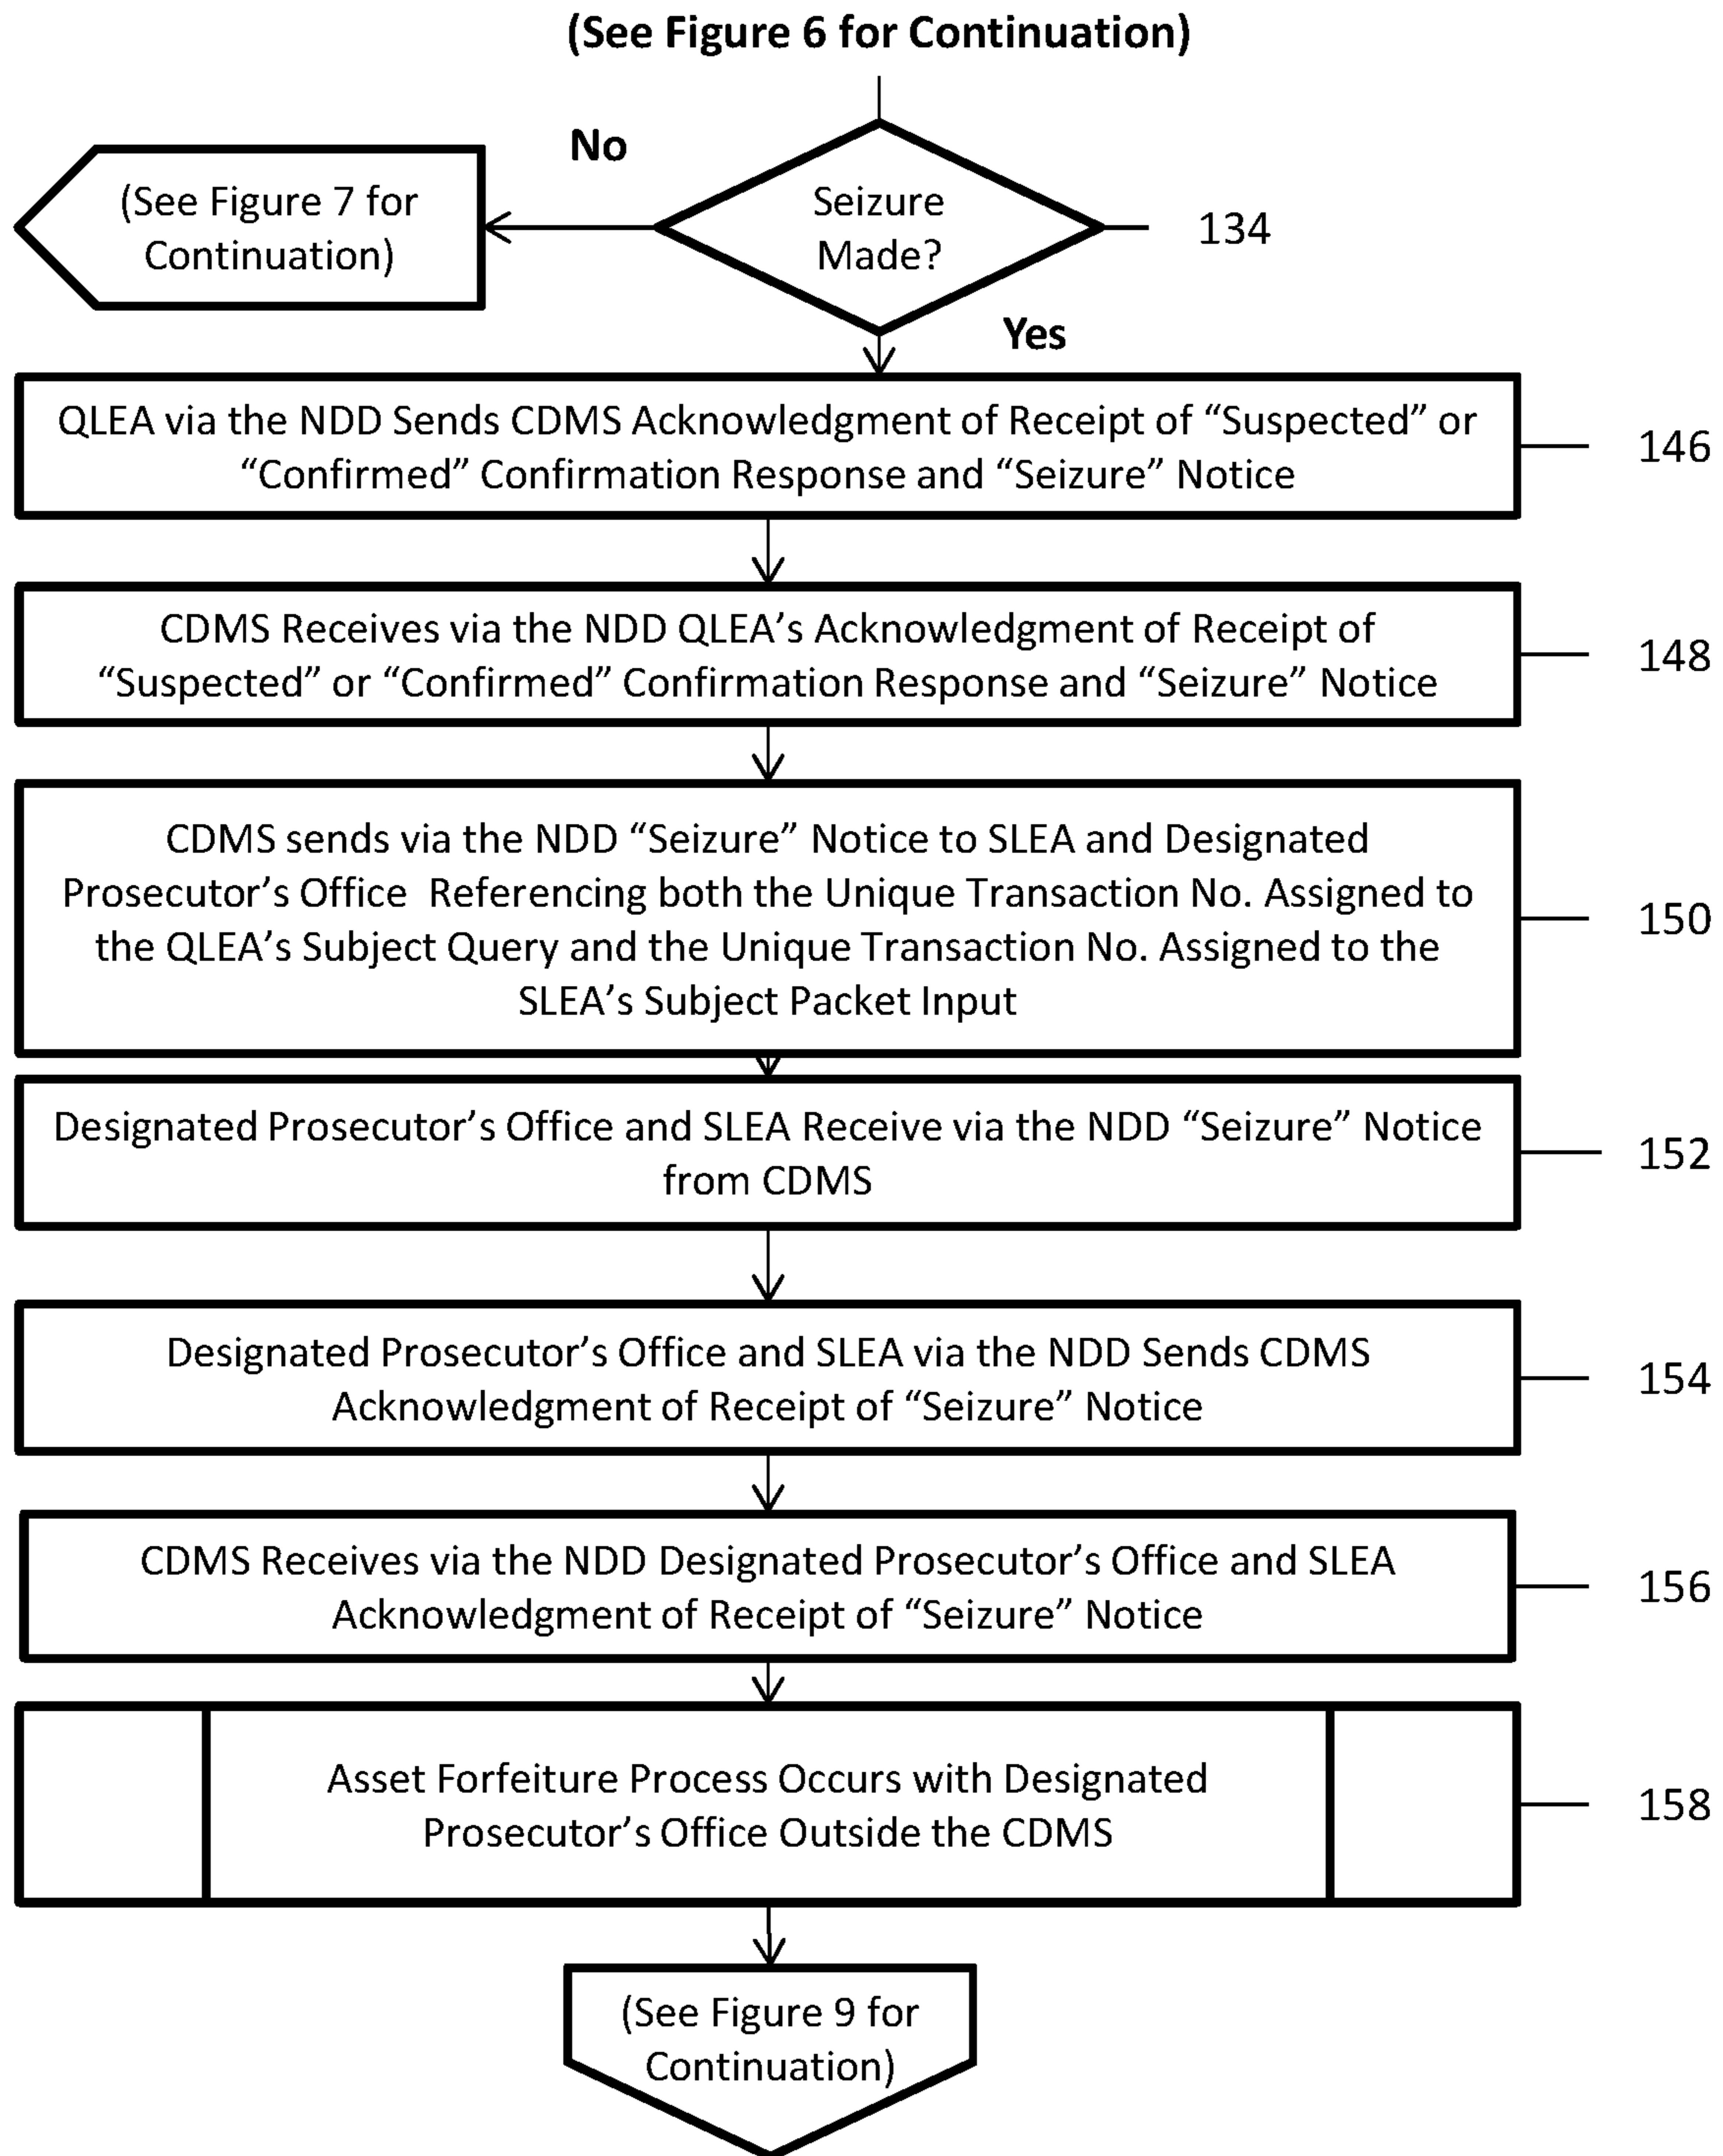 (See Figure 6 for Continuation)
No
(See Figure 7 for
Continuation)
Seizure
Made?
134
Yes
QLEA via the NDD Sends CDMS Acknowledgment of Receipt of “Suspected” or
“Confirmed” Confirmation Response and “Seizure” Notice
146
CDMS Receives via the NDD QLEA’s Acknowledgment of Receipt of
“Suspected” or “Confirmed” Confirmation Response and “Seizure” Notice
148
CDMS sends via the NDD “Seizure” Notice to SLEA and Designated
Prosecutor’s Office Referencing both the Unique Transaction No. Assigned to
the QLEA’s Subject Query and the Unique Transaction No. Assigned to the
SLEA’s Subject Packet Input
150
Designated Prosecutor’s Office and SLEA Receive via the NDD “Seizure” Notice
from CDMS
152
Designated Prosecutor’s Office and SLEA via the NDD Sends CDMS
Acknowledgment of Receipt of “Seizure” Notice
154
CDMS Receives via the NDD Designated Prosecutor’s Office and SLEA
Acknowledgment of Receipt of “Seizure” Notice
156
Asset Forfeiture Process Occurs with Designated
Prosecutor’s Office Outside the CDMS
158
(See Figure 9 for
Continuation)